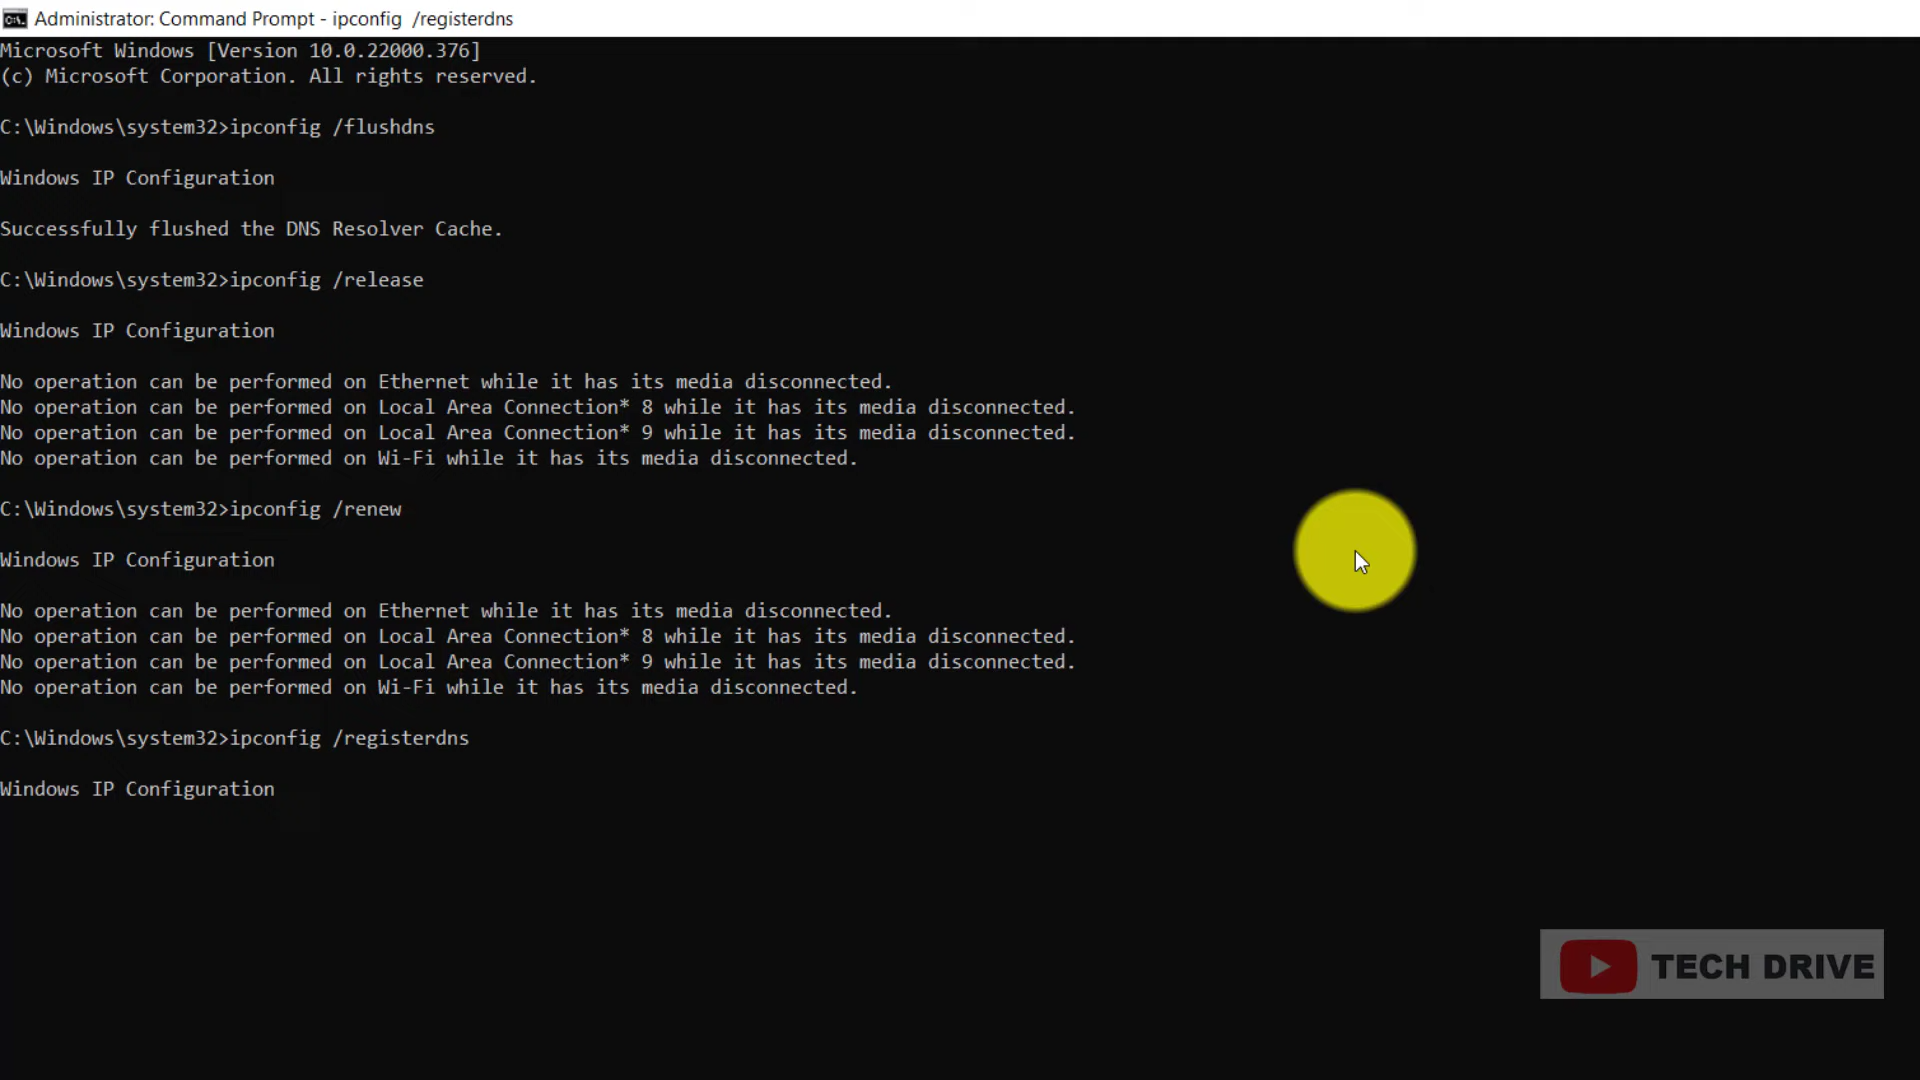 Administrator: Command Prompt - ipconfig  /registerdns
Microsoft Windows [Version 10.0.22000.376]
(c) Microsoft Corporation. All rights reserved.
C:\Windows\system32>ipconfig /flushdns
Windows IP Configuration
Successfully flushed the DNS Resolver Cache.
C:\Windows\system32>ipconfig /release
Windows IP Configuration
No operation can be performed on Ethernet while it has its media disconnected.
No operation can be performed on Local Area Connection* 8 while it has its media disconnected.
No operation can be performed on Local Area Connection* 9 while it has its media disconnected.
No operation can be performed on Wi-Fi while it has its media disconnected.
C:\Windows\system32>ipconfig /renew
Windows IP Configuration
No operation can be performed on Ethernet while it has its media disconnected.
No operation can be performed on Local Area Connection* 8 while it has its media disconnected.
No operation can be performed on Local Area Connection* 9 while it has its media disconnected.
No operation can be performed on Wi-Fi while it has its media disconnected.
C:\Windows\system32>ipconfig /registerdns
Windows IP Configuration
TECH DRIVE